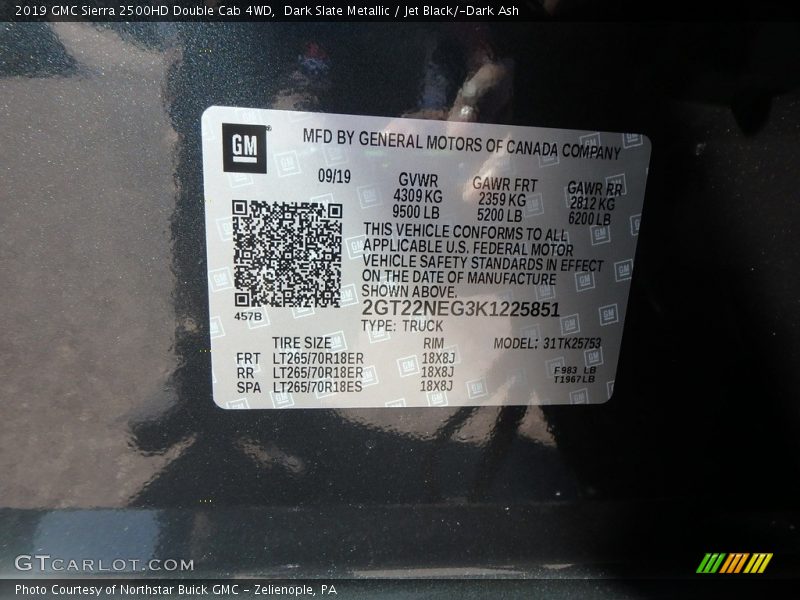 2019 GMC Sierra 2500HD Double Cab 4WD, Dark Slate Metallic / Jet Black/­Dark Ash
GM
MFD BY GENERAL MOTORS OF CANADA COMPANY
09/19 GVWR GAWR FRT GAWR RR
4309 KG 2359 KG 2812 KG
9500 LB 5200 LB 6200 LB
THIS VEHICLE CONFORMS TO ALL
APPLICABLE U.S. FEDERAL MOTOR
VEHICLE SAFETY STANDARDS IN EFFECT
ON THE DATE OF MANUFACTURE
SHOWN ABOVE.
457B
2GT22NEG3K1225851
TYPE: TRUCK
TIRE SIZE RIM MODEL: 31TK25753
FRT LT265/70R18ER 18X8J
RR LT265/70R18ER 18X8J
SPA LT265/70R18ES 18X8J
F983 LB
T1967LB
GTCARLOT.COM
Photo Courtesy of Northstar Buick GMC - Zelienople, PA